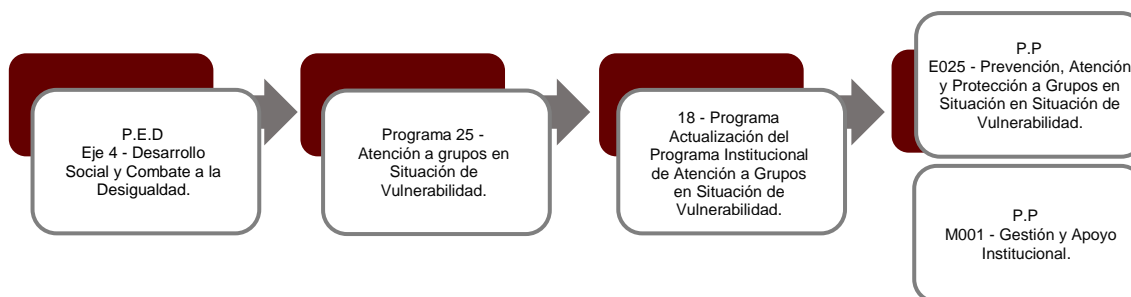 P.E.D
Eje 4 - Desarrollo
Social y Combate a la
Desigualdad.
Programa 25 -
Atención a grupos en
Situación de
Vulnerabilidad.
18 - Programa
Actualización del
Programa Institucional
de Atención a Grupos
en Situación de
Vulnerabilidad.
P.P
E025 - Prevención, Atención
y Protección a Grupos en
Situación en Situación de
Vulnerabilidad.
P.P
M001 - Gestión y Apoyo
Institucional.